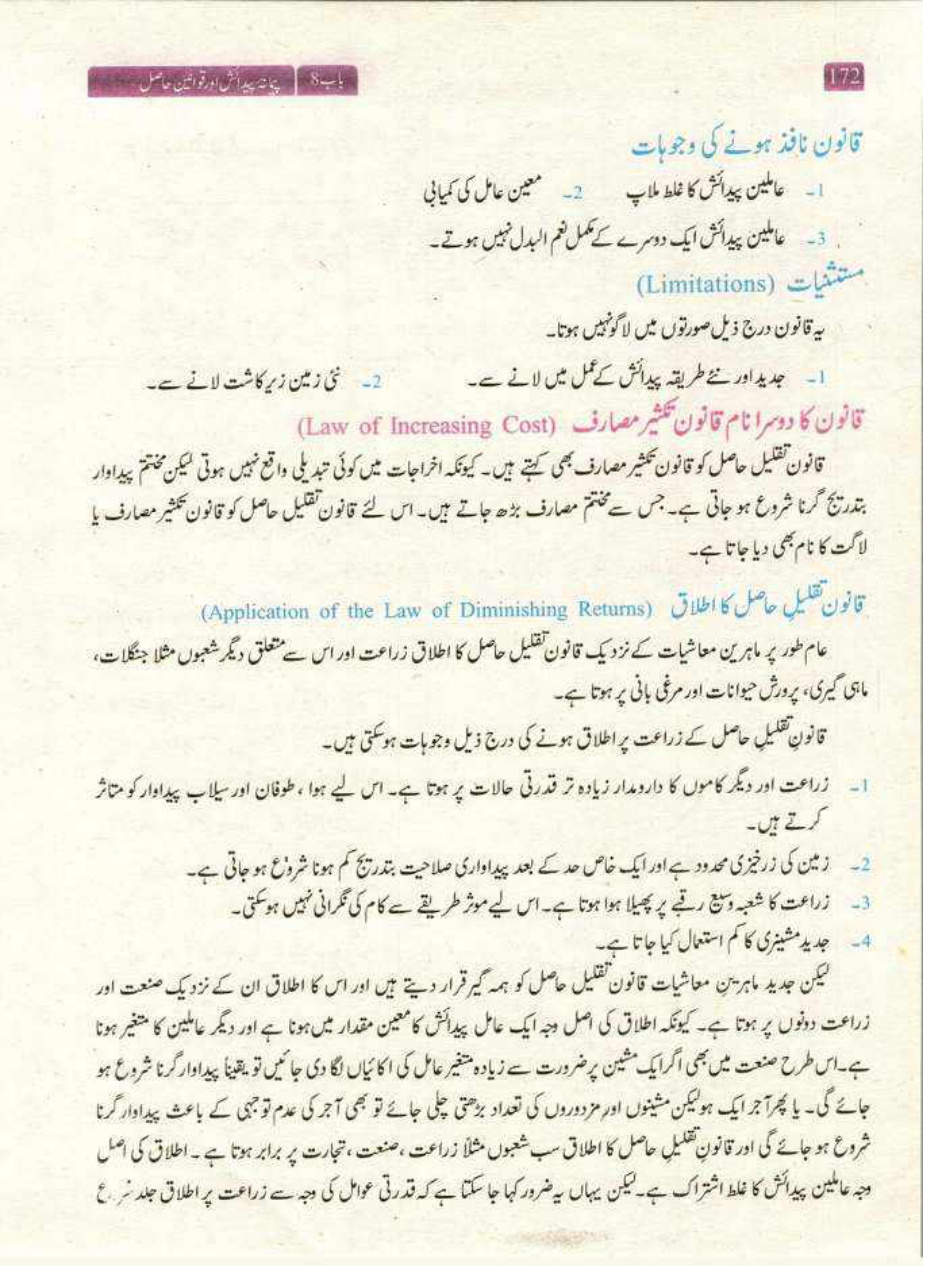 172
باب 8 پیمانہ پیدائش اور قوانین حاصل
قانون نافذ ہونے کی وجوہات
1۔ عاملین پیدائش کا غلط ملاپ 2۔ معین عامل کی کمیابی
3۔ عاملین پیدائش ایک دوسرے کے مکمل نعم البدل نہیں ہوتے۔
مستثنیات (Limitations)
یہ قانون درج ذیل صورتوں میں لاگو نہیں ہوتا۔
1۔ جدید اور نئے طریقہ پیدائش کے عمل میں لانے سے۔ 2۔ نئی زمین زیر کاشت لانے سے۔
قانون کا دوسرا نام قانون تکثیر مصارف (Law of Increasing Cost)
قانون تقلیل حاصل کو قانون تکثیر مصارف بھی کہتے ہیں۔ کیونکہ اخراجات میں کوئی تبدیلی واقع نہیں ہوتی لیکن مختتم پیداوار
بتدریج گرنا شروع ہو جاتی ہے۔ جس سے مختتم مصارف بڑھ جاتے ہیں۔ اس لئے قانون تقلیل حاصل کو قانون تکثیر مصارف یا
لاگت کا نام بھی دیا جاتا ہے۔
قانون تقلیلِ حاصل کا اطلاق (Application of the Law of Diminishing Returns)
عام طور پر ماہرین معاشیات کے نزدیک قانون تقلیل حاصل کا اطلاق زراعت اور اس سے متعلق دیگر شعبوں مثلا جنگلات،
ماہی گیری، پرورش حیوانات اور مرغی بانی پر ہوتا ہے۔
قانونِ تقلیلِ حاصل کے زراعت پر اطلاق ہونے کی درج ذیل وجوہات ہوسکتی ہیں۔
1۔ زراعت اور دیگر کاموں کا دارومدار زیادہ تر قدرتی حالات پر ہوتا ہے۔ اس لیے ہوا، طوفان اور سیلاب پیداوار کو متاثر
کرتے ہیں۔
2۔ زمین کی زرخیزی محدود ہے اور ایک خاص حد کے بعد پیداواری صلاحیت بتدریج کم ہونا شروع ہو جاتی ہے۔
3۔ زراعت کا شعبہ وسیع رقبے پر پھیلا ہوا ہوتا ہے۔ اس لیے موثر طریقے سے کام کی نگرانی نہیں ہوسکتی۔
4۔ جدید مشینری کا کم استعمال کیا جاتا ہے۔
لیکن جدید ماہرینِ معاشیات قانون تقلیل حاصل کو ہمہ گیر قرار دیتے ہیں اور اس کا اطلاق ان کے نزدیک صنعت اور
زراعت دونوں پر ہوتا ہے۔ کیونکہ اطلاق کی اصل وجہ ایک عامل پیدائش کا معین مقدار میں ہونا ہے اور دیگر عاملین کا متغیر ہونا
ہے۔ اس طرح صنعت میں بھی اگر ایک مشین پر ضرورت سے زیادہ متغیر عامل کی اکائیاں لگا دی جائیں تو یقیناً پیداوار گرنا شروع ہو
جائے گی۔ یا پھر آجر ایک ہو لیکن مشینوں اور مزدوروں کی تعداد بڑھتی چلی جائے تو بھی آجر کی عدم توجہی کے باعث پیداوار گرنا
شروع ہو جائے گی اور قانونِ تقلیلِ حاصل کا اطلاق سب شعبوں مثلاً زراعت، صنعت، تجارت پر برابر ہوتا ہے۔ اطلاق کی اصل
وجہ عاملین پیدائش کا غلط اشتراک ہے۔ لیکن یہاں یہ ضرور کہا جا سکتا ہے کہ قدرتی عوامل کی وجہ سے زراعت پر اطلاق جلد شروع